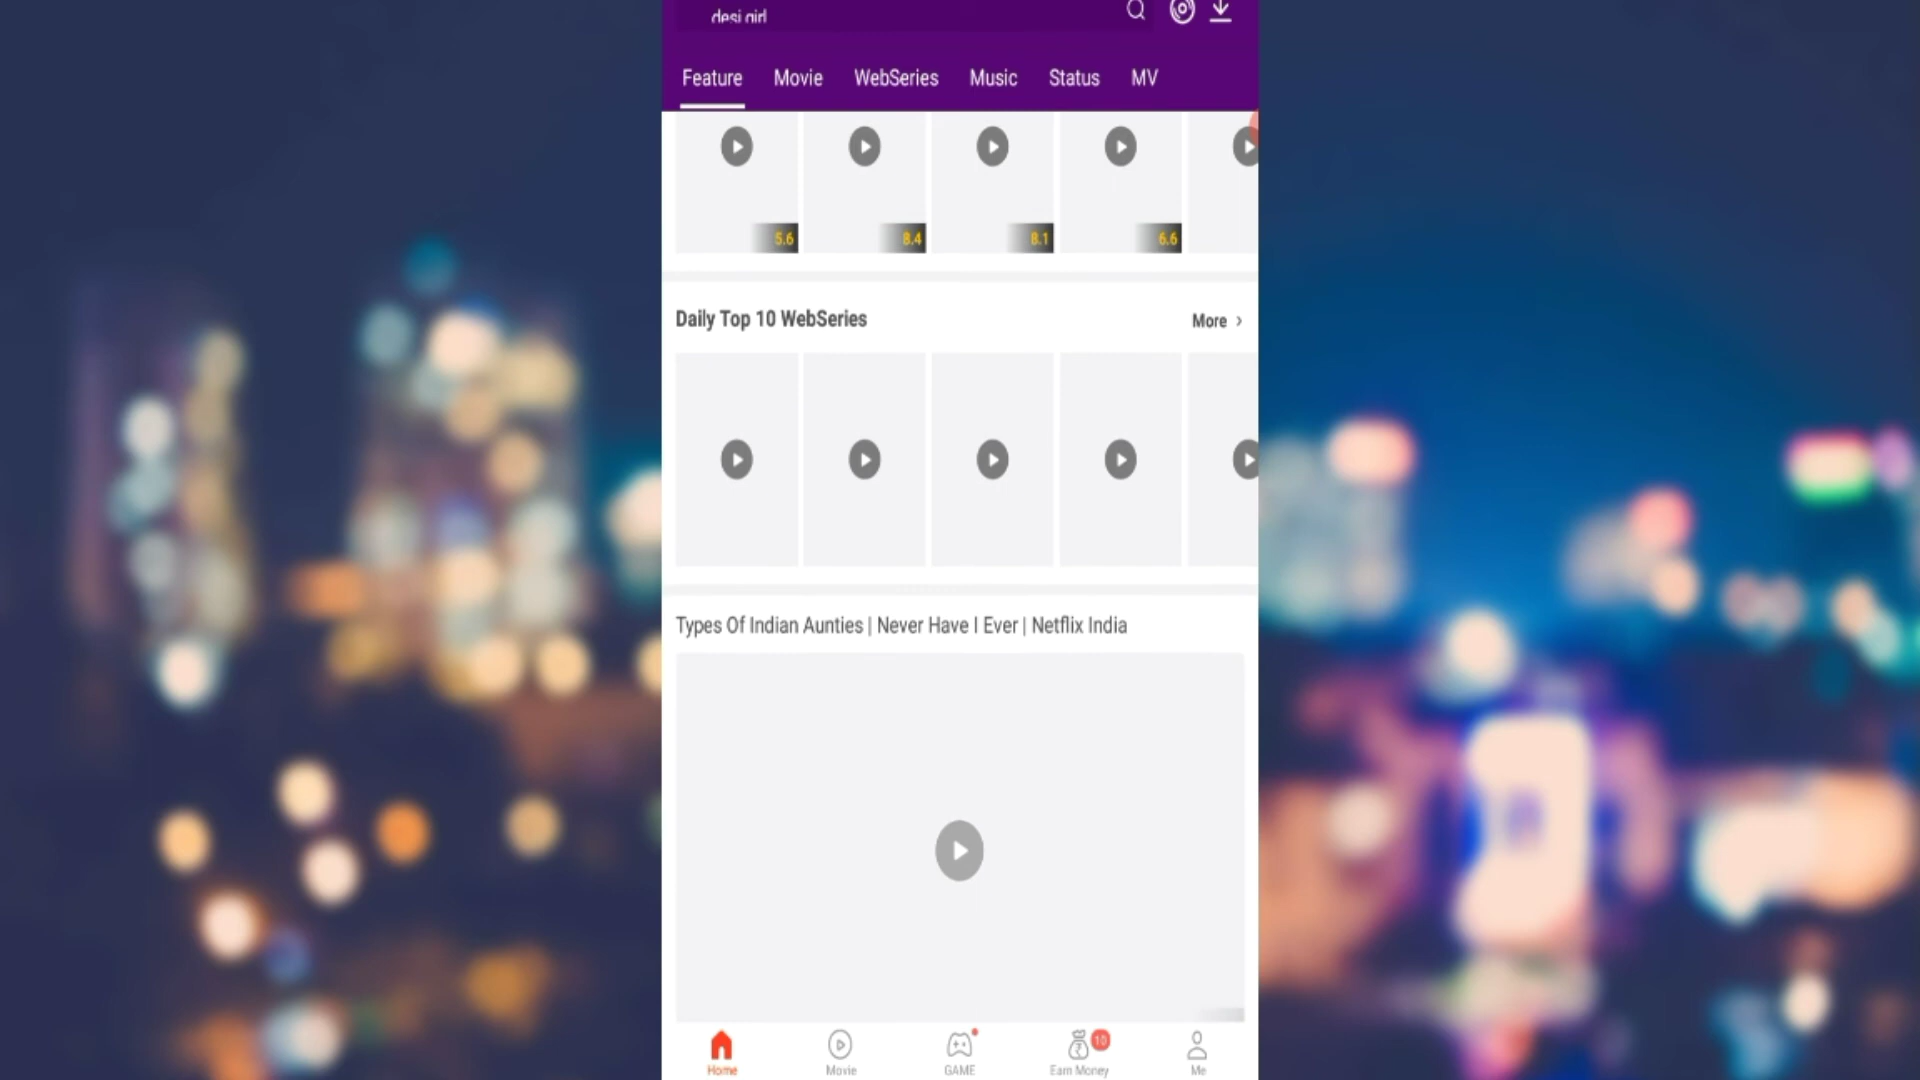 desi girl
Feature Movie WebSeries Music Status MV
5.6 8.4 8.1 6.6
Daily Top 10 WebSeries More
Types Of Indian Aunties | Never Have I Ever | Netflix India
10
Home Movie GAME Earn Money Me